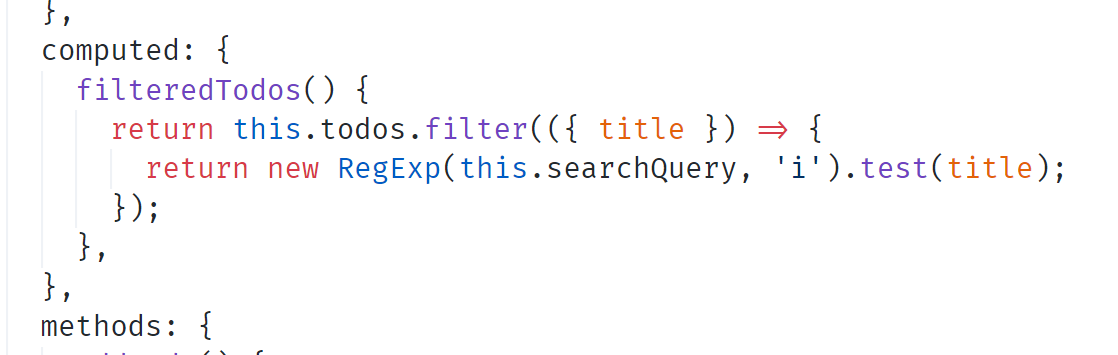 },
computed: {
filteredTodos() {
return this.todos.filter(({ title }) => {
return new RegExp(this.searchQuery, 'i').test(title);
});
},
},
methods: {